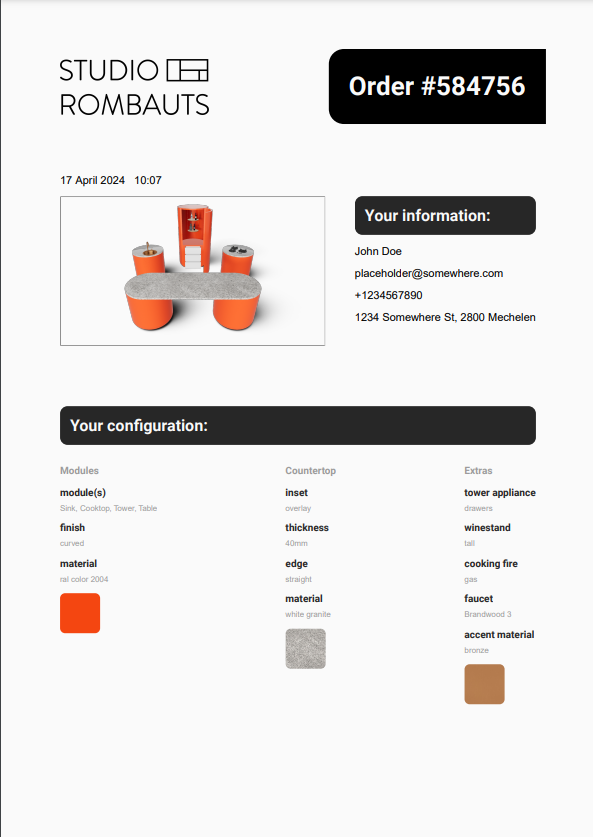 STUDIO
ROMBAUTS
Order #584756
17 April 2024 10:07
Your information:
John Doe
placeholder@somewhere.com
+1234567890
1234 Somewhere St, 2800 Mechelen
Your configuration:
Modules
module(s)
Sink, Cooktop, Tower, Table
finish
curved
material
ral color 2004
Countertop
inset
overlay
thickness
40mm
edge
straight
material
white granite
Extras
tower appliance
drawers
winestand
tall
cooking fire
gas
faucet
Brandwood 3
accent material
bronze